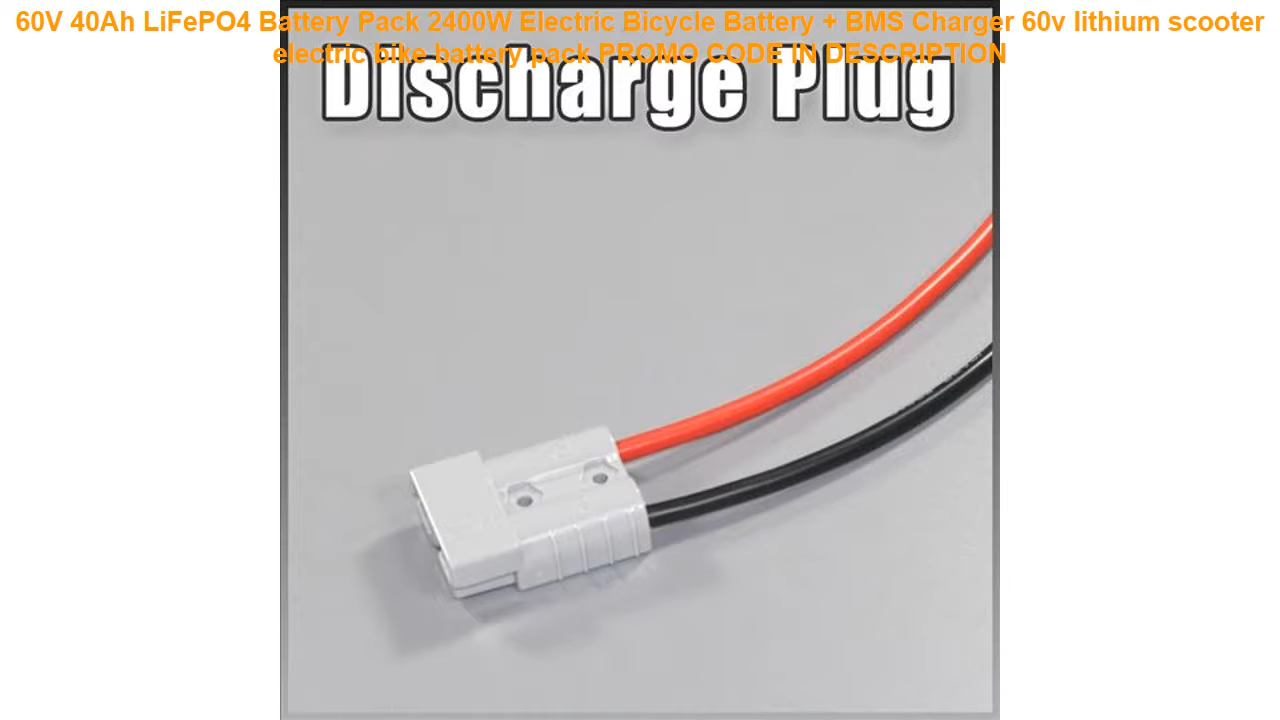 60V 40Ah LiFePO4 Battery Pack 2400W Electric Bicycle Battery + BMS Charger 60v lithium scooter
electric bike battery pack PROMO CODE IN DESCRIPTION
Discharge Plug